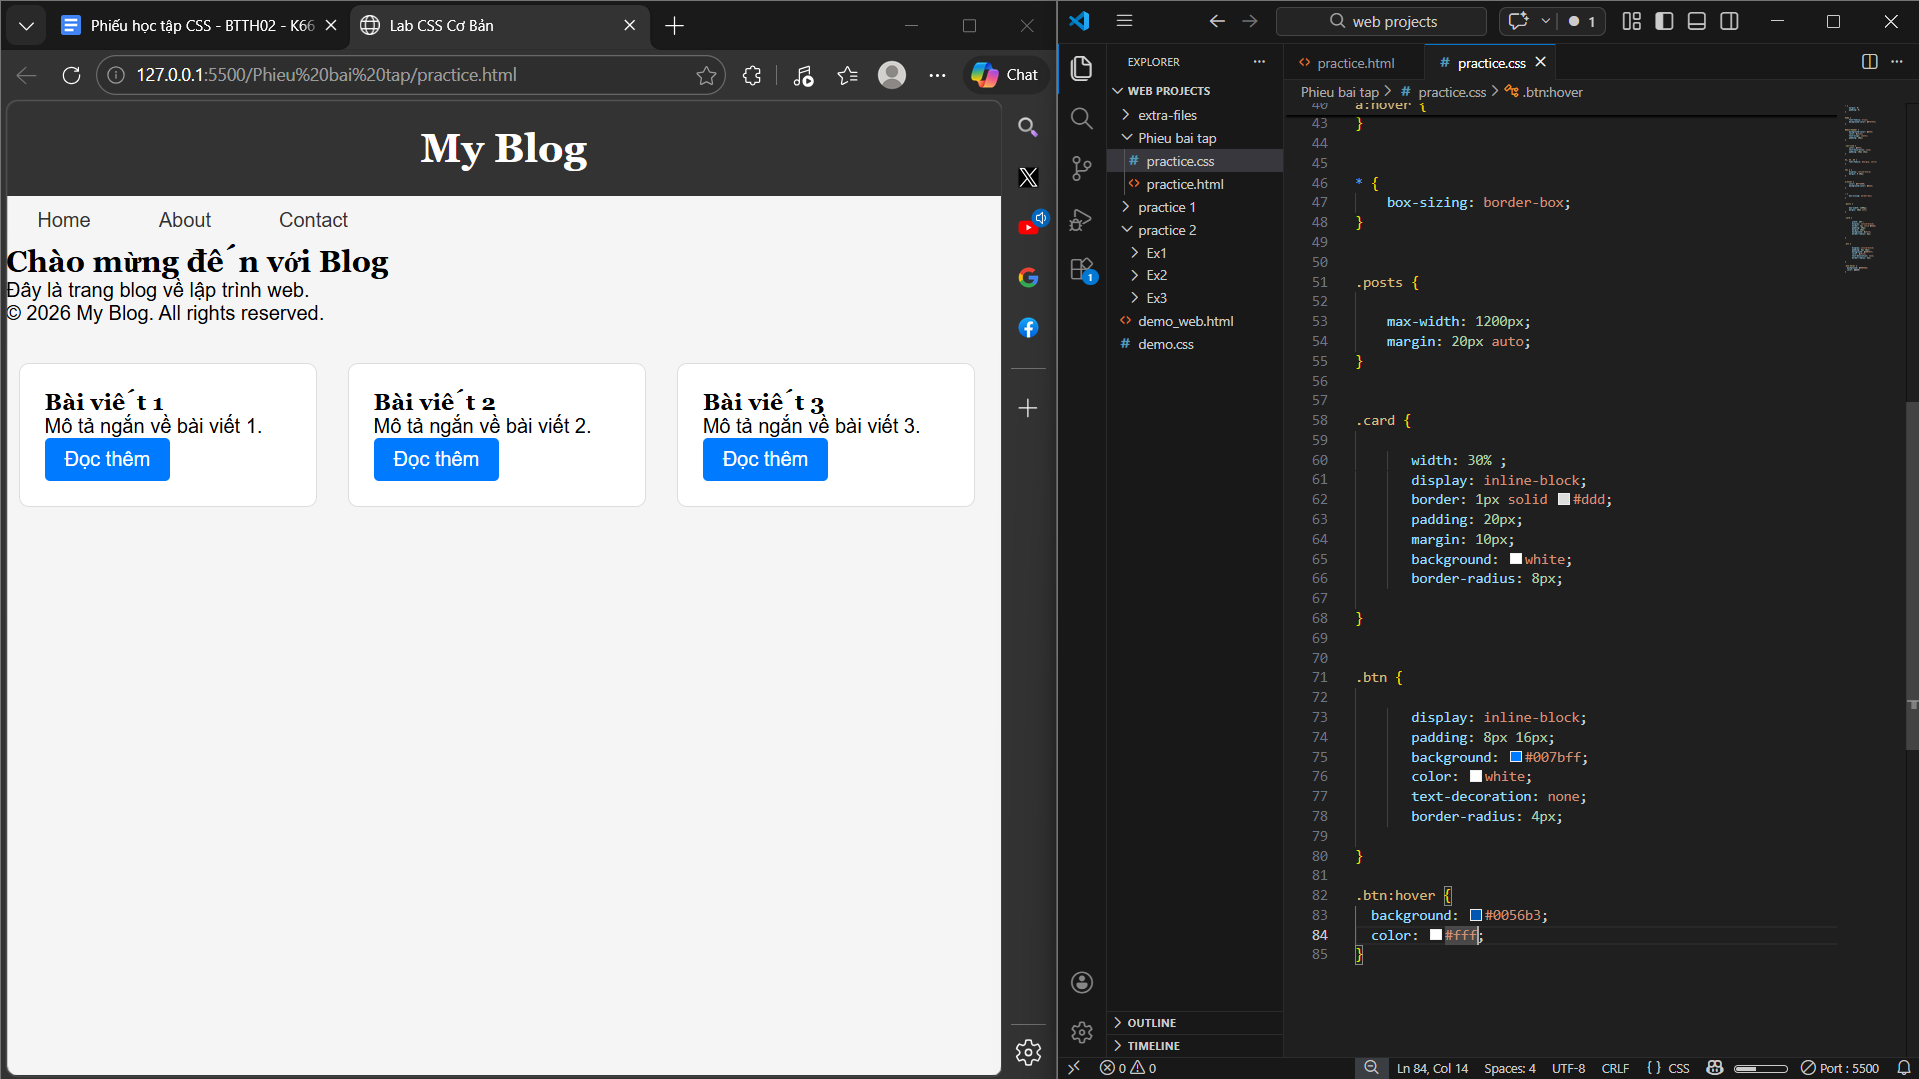 Phiếu học tập CSS - BTTH02 - K66
Lab CSS Cơ Bản
127.0.0.1:5500/Phieu%20bai%20tap/practice.html
Chat
My Blog
Home
About
Contact
Chào mừng đến với Blog
Đây là trang blog về lập trình web.
© 2026 My Blog. All rights reserved.
Bài viết 1
Mô tả ngắn về bài viết 1.
Đọc thêm
Bài viết 2
Mô tả ngắn về bài viết 2.
Đọc thêm
Bài viết 3
Mô tả ngắn về bài viết 3.
Đọc thêm
web projects
1
EXPLORER
WEB PROJECTS
extra-files
Phieu bai tap
# practice.css
<> practice.html
practice 1
practice 2
Ex1
Ex2
Ex3
<> demo_web.html
# demo.css
1
OUTLINE
TIMELINE
<> practice.html
# practice.css
Phieu bai tap > # practice.css > .btn:hover
40 a:hover {
43 }
44
45
46 * {
47 box-sizing: border-box;
48 }
49
50
51 .posts {
52
53 max-width: 1200px;
54 margin: 20px auto;
55 }
56
57
58 .card {
59
60 width: 30% ;
61 display: inline-block;
62 border: 1px solid #ddd;
63 padding: 20px;
64 margin: 10px;
65 background: white;
66 border-radius: 8px;
67
68 }
69
70
71 .btn {
72
73 display: inline-block;
74 padding: 8px 16px;
75 background: #007bff;
76 color: white;
77 text-decoration: none;
78 border-radius: 4px;
79
80 }
81
82 .btn:hover {
83 background: #0056b3;
84 color: #fff;
85 }
0 0
Ln 84, Col 14
Spaces: 4
UTF-8
CRLF
{ } CSS
Port : 5500